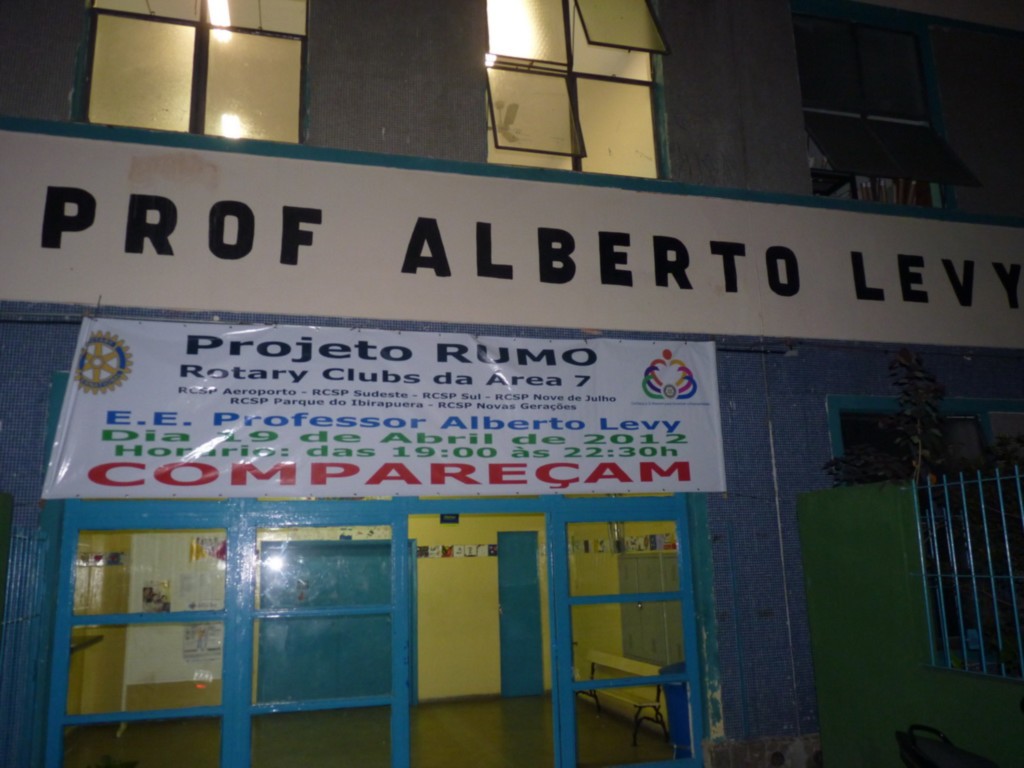 PROF ALBERTO LEVY
Projeto RUMO
Rotary Clubs da Area 7
RCSP Aeroporto - RCSP Sudeste - RCSP Sul - RCSP Nove de Julho
RCSP Parque do Ibirapuera - RCSP Novas Gerações
E.E. Professor Alberto Levy
Dia 19 de Abril de 2012
Horario: das 19:00 às 22:30h
COMPAREÇAM